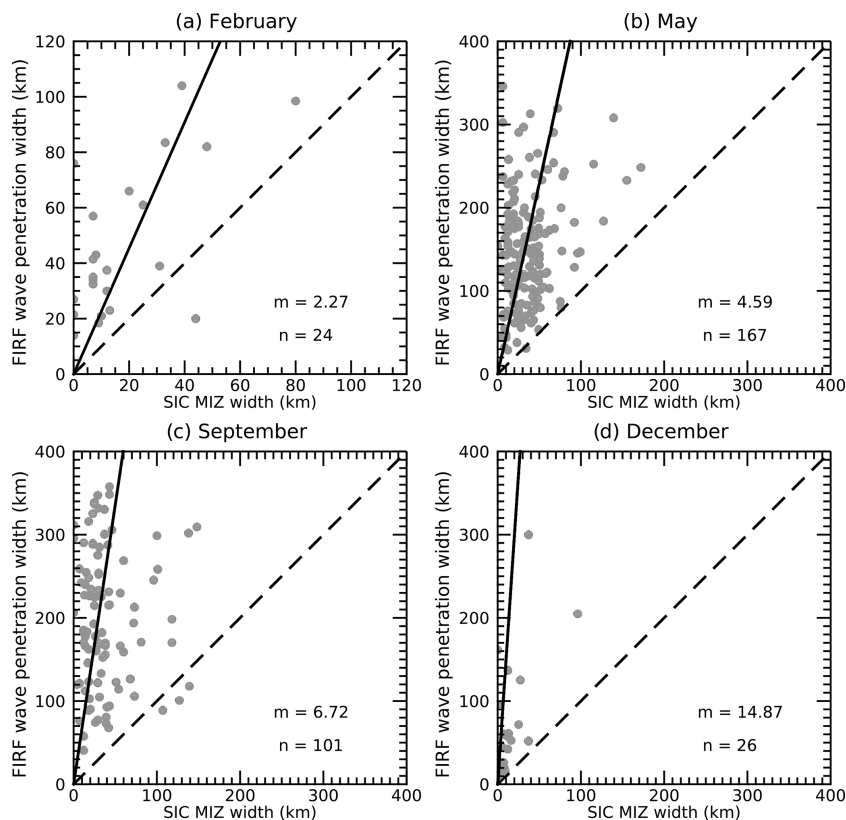 (a) February
FIRF wave penetration width (km)
120
100
80
60
40
20
0
m = 2.27
n = 24
0 20 40 60 80 100 120
SIC MIZ width (km)
(b) May
FIRF wave penetration width (km)
400
300
200
100
0
m = 4.59
n = 167
0 100 200 300 400
SIC MIZ width (km)
(c) September
FIRF wave penetration width (km)
400
300
200
100
0
m = 6.72
n = 101
0 100 200 300 400
SIC MIZ width (km)
(d) December
FIRF wave penetration width (km)
400
300
200
100
0
m = 14.87
n = 26
0 100 200 300 400
SIC MIZ width (km)